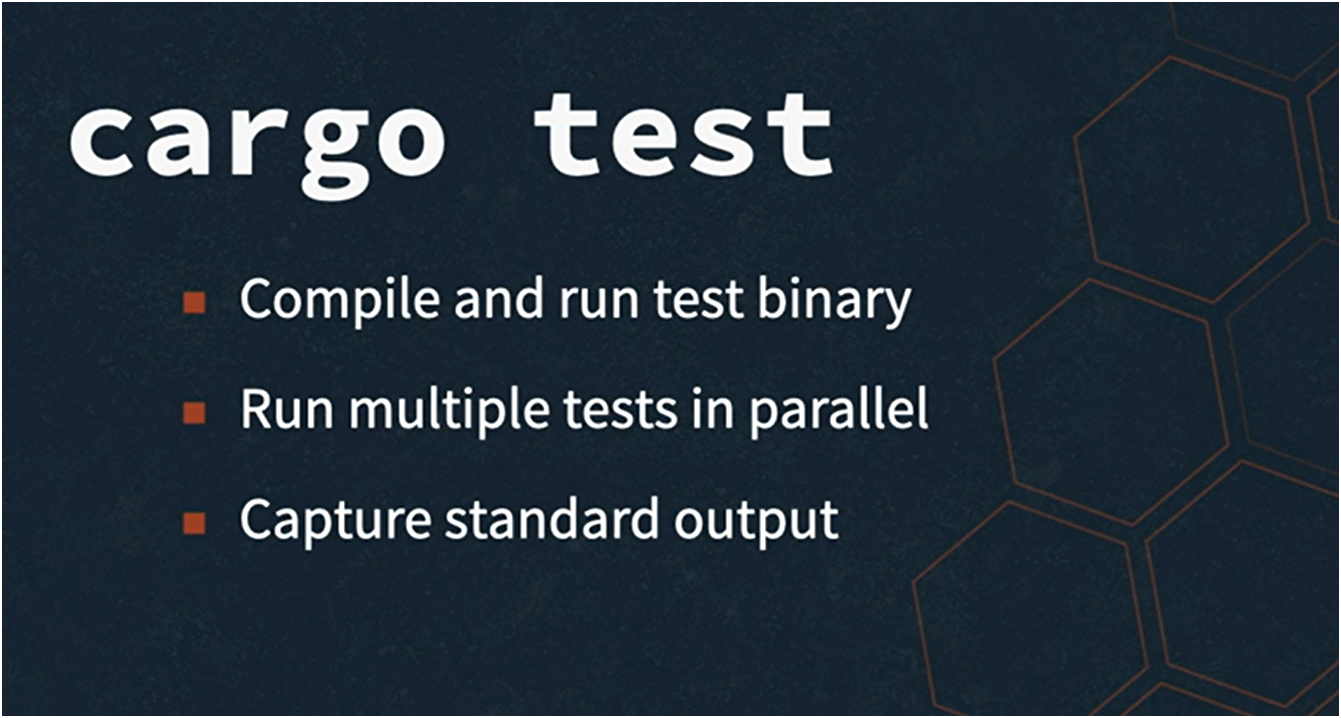 cargo test
Compile and run test binary
Run multiple tests in parallel
Capture standard output